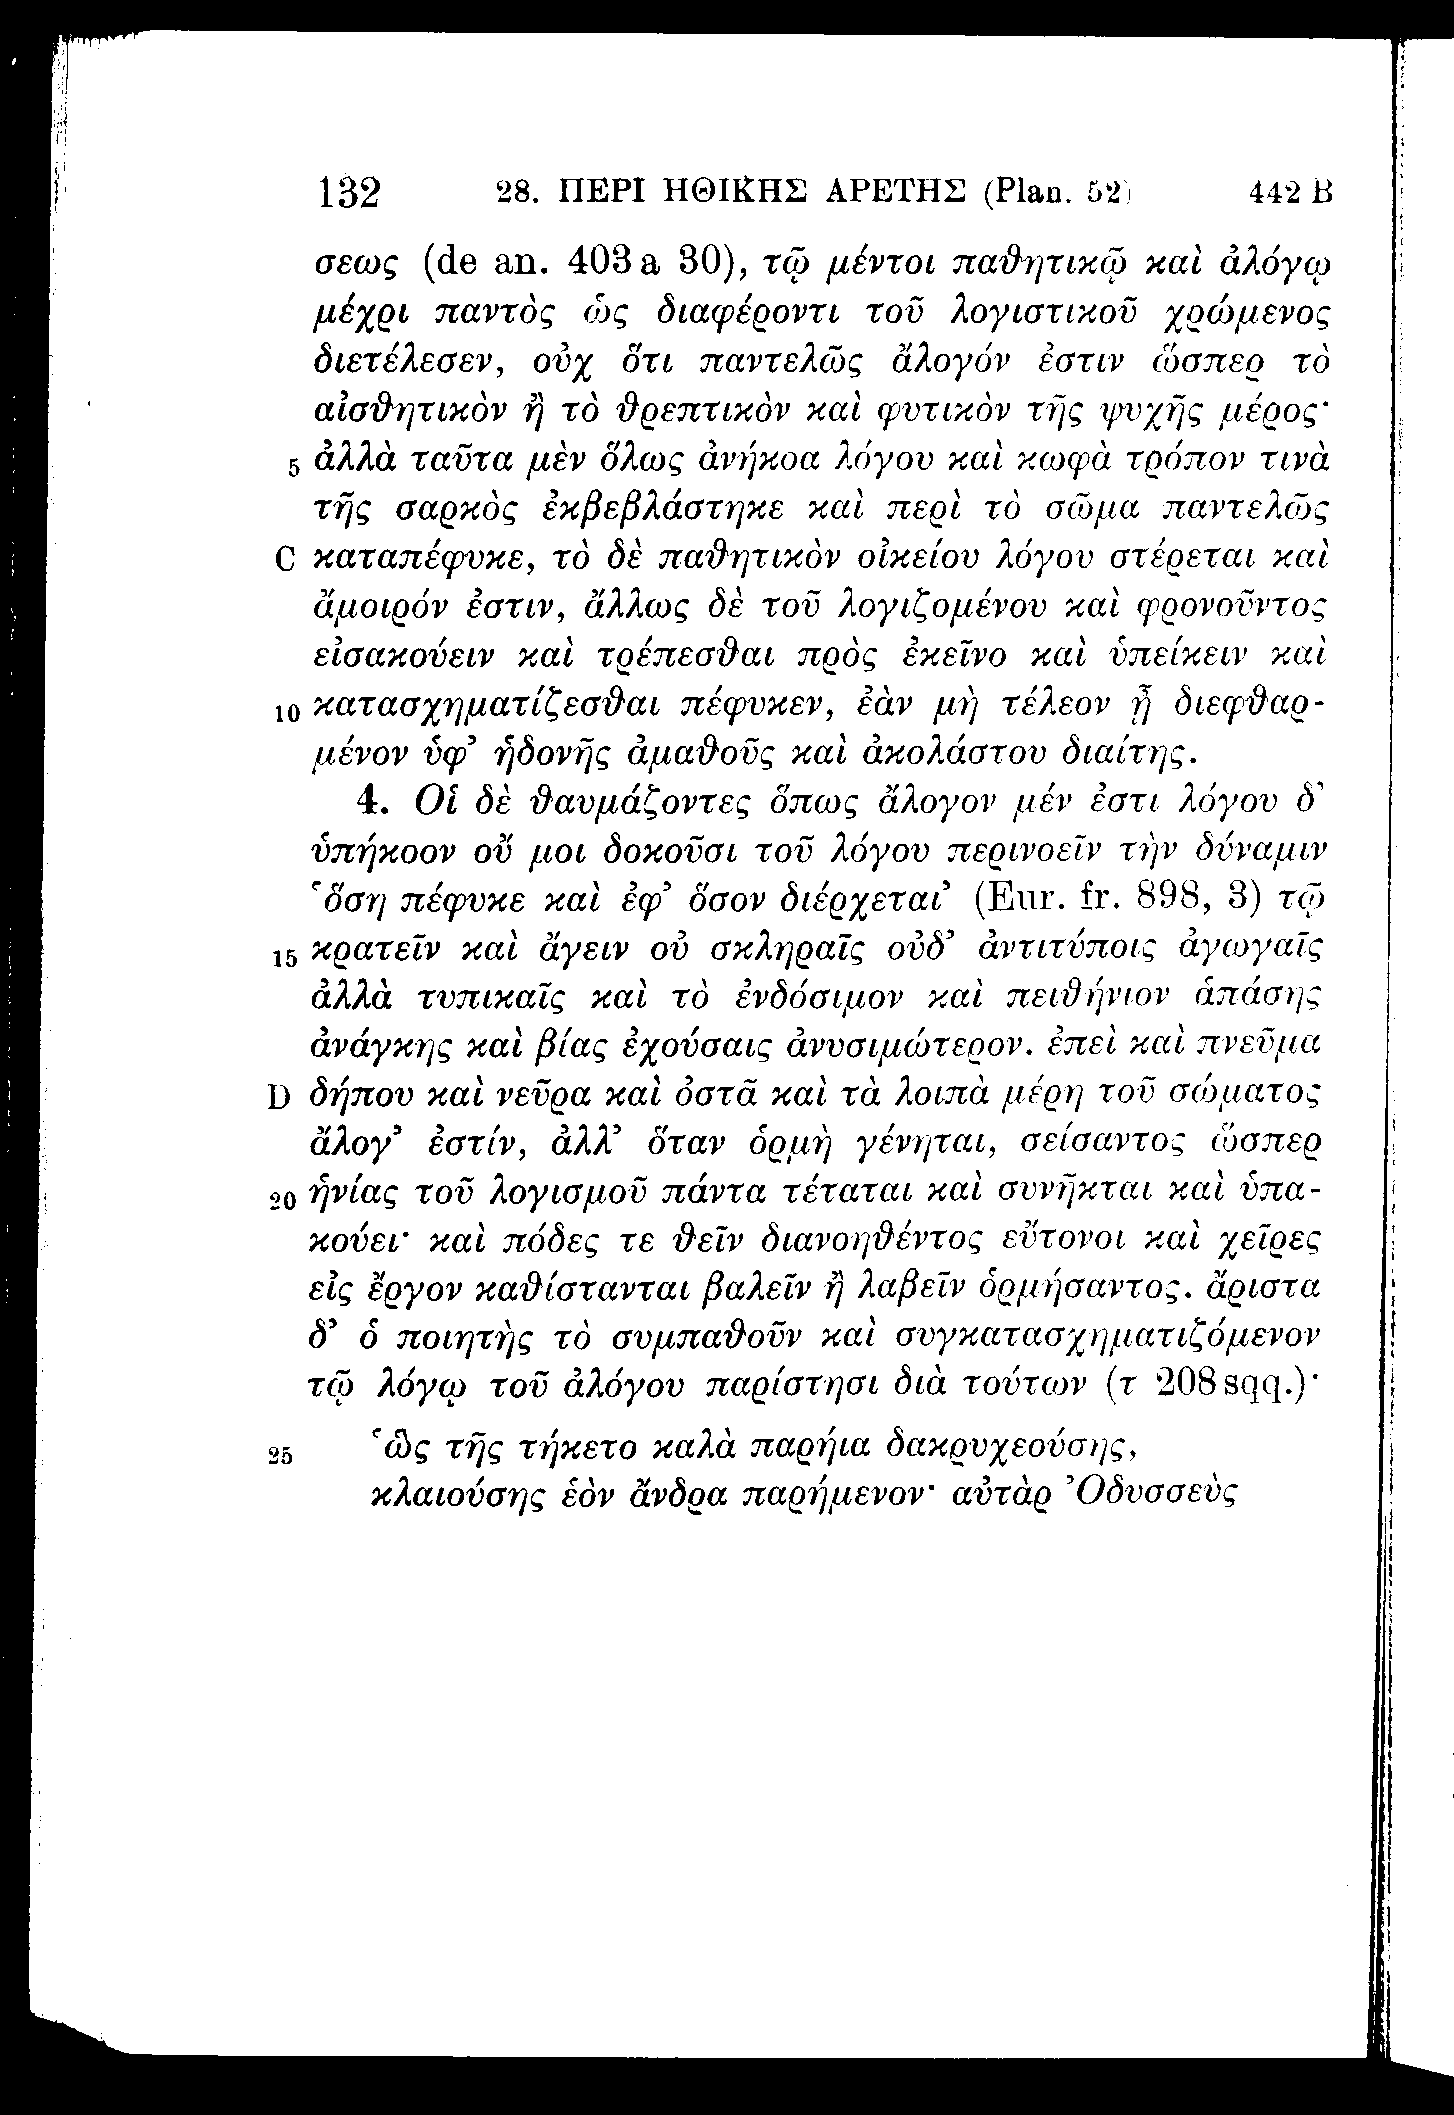 132 28. ΠΕΡΙ ΗΘΙΚΗΣ ΑΡΕΤΗΣ (Plan. 52) 442 B
σεως (de an. 403 a 30), τῷ μέντοι παθητικῷ καὶ ἀλόγῳ
μέχρι παντὸς ὡς διαφέροντι τοῦ λογιστικοῦ χρώμενος
διετέλεσεν, οὐχ ὅτι παντελῶς ἄλογόν ἐστιν ὥσπερ τὸ
αἰσθητικὸν ἢ τὸ θρεπτικὸν καὶ φυτικὸν τῆς ψυχῆς μέρος·
5 ἀλλὰ ταῦτα μὲν ὅλως ἀνήκοα λόγου καὶ κωφὰ τρόπον τινὰ
τῆς σαρκὸς ἐκβεβλάστηκε καὶ περὶ τὸ σῶμα παντελῶς
C καταπέφυκε, τὸ δὲ παθητικὸν οἰκείου λόγου στέρεται καὶ
ἄμοιρόν ἐστιν, ἄλλως δὲ τοῦ λογιζομένου καὶ φρονοῦντος
εἰσακούειν καὶ τρέπεσθαι πρὸς ἐκεῖνο καὶ ὑπείκειν καὶ
10 κατασχηματίζεσθαι πέφυκεν, ἐὰν μὴ τέλεον ᾖ διεφθαρ-
μένον ὑφ’ ἡδονῆς ἀμαθοῦς καὶ ἀκολάστου διαίτης.
4. Οἱ δὲ θαυμάζοντες ὅπως ἄλογον μέν ἐστι λόγου δ’
ὑπήκοον οὔ μοι δοκοῦσι τοῦ λόγου περινοεῖν τὴν δύναμιν
‘ὅση πέφυκε καὶ ἐφ’ ὅσον διέρχεται’ (Eur. fr. 898, 3) τῷ
15 κρατεῖν καὶ ἄγειν οὐ σκληραῖς οὐδ’ ἀντιτύποις ἀγωγαῖς
ἀλλὰ τυπικαῖς καὶ τὸ ἐνδόσιμον καὶ πειθήνιον ἁπάσης
ἀνάγκης καὶ βίας ἐχούσαις ἀνυσιμώτερον. ἐπεὶ καὶ πνεῦμα
D δήπου καὶ νεῦρα καὶ ὀστᾶ καὶ τὰ λοιπὰ μέρη τοῦ σώματος
ἄλογ’ ἐστίν, ἀλλ’ ὅταν ὁρμὴ γένηται, σείσαντος ὥσπερ
20 ἡνίας τοῦ λογισμοῦ πάντα τέταται καὶ συνῆκται καὶ ὑπα-
κούει· καὶ πόδες τε θεῖν διανοηθέντος εὔτονοι καὶ χεῖρες
εἰς ἔργον καθίστανται βαλεῖν ἢ λαβεῖν ὁρμήσαντος. ἄριστα
δ’ ὁ ποιητὴς τὸ συμπαθοῦν καὶ συγκατασχηματιζόμενον
τῷ λόγῳ τοῦ ἀλόγου παρίστησι διὰ τούτων (τ 208 sqq.)·
25 ‘ὣς τῆς τήκετο καλὰ παρήια δακρυχεούσης,
κλαιούσης ἑὸν ἄνδρα παρήμενον· αὐτὰρ Ὀδυσσεὺς